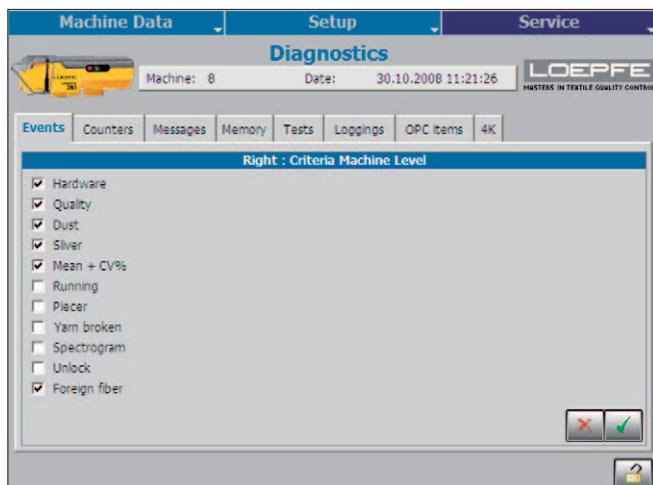 Machine Data Setup Service
Diagnostics
Machine: 8 Date: 30.10.2008 11:21:26
LOEPFE
MASTERS IN TEXTILE QUALITY CONTROL
Events Counters Messages Memory Tests Loggings OPC Items 4K
Right : Criteria Machine Level
Hardware
Quality
Dust
Sliver
Mean + CV%
Running
Piecer
Yarn broken
Spectrogram
Unlock
Foreign fiber